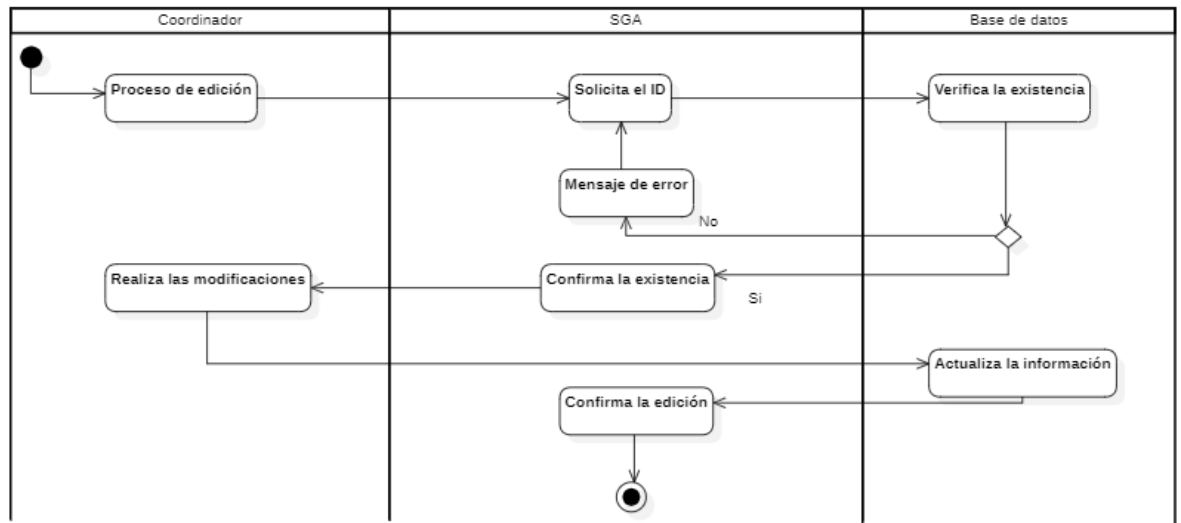 Coordinador
SGA
Base de datos
Proceso de edición
Solicita el ID
Verifica la existencia
Mensaje de error
No
Realiza las modificaciones
Confirma la existencia
Si
Actualiza la información
Confirma la edición